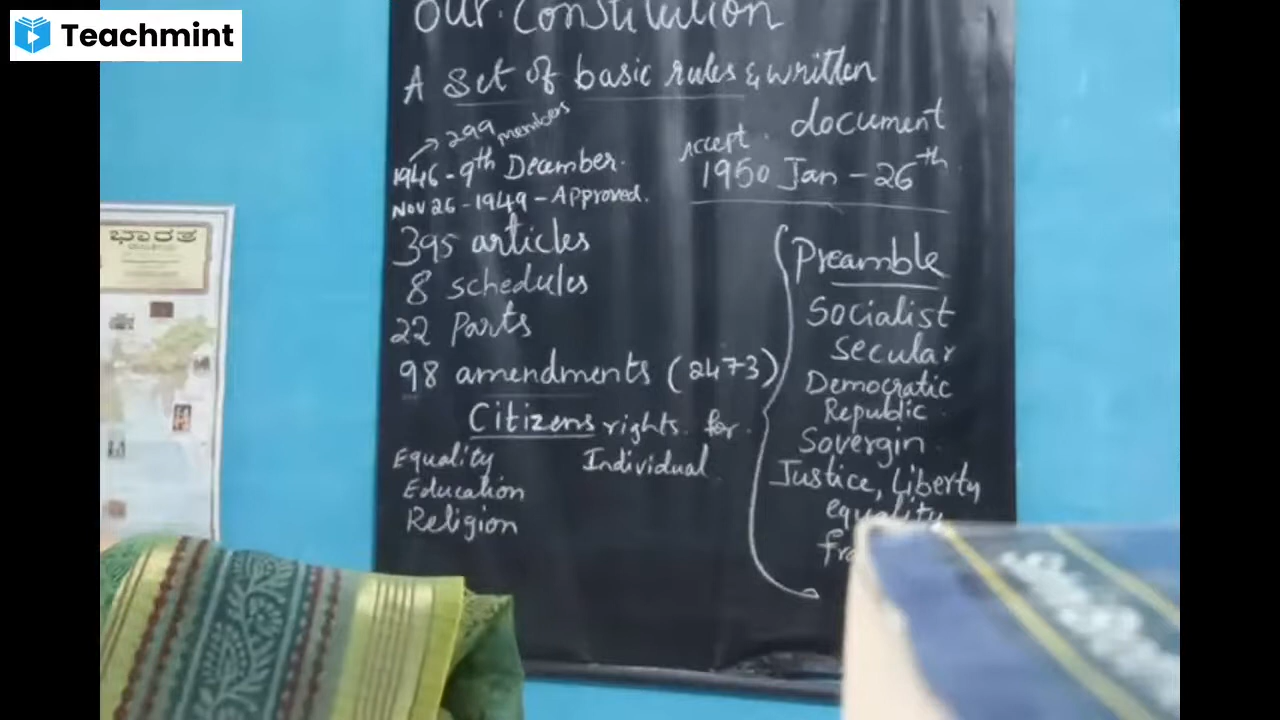 Teachmint
Our Constitution
A set of basic rules & written
document
→ 299 members
1946 - 9th December.
Nov 26 - 1949 - Approved.
Accept.
1950 Jan - 26th
395 articles
8 schedules
22 Parts
98 amendments (2473)
Citizens rights for.
Equality Individual
Education
Religion
Preamble
Socialist
Secular
Democratic
Republic
Sovergin
Justice, Liberty
equality
ಭಾರತ